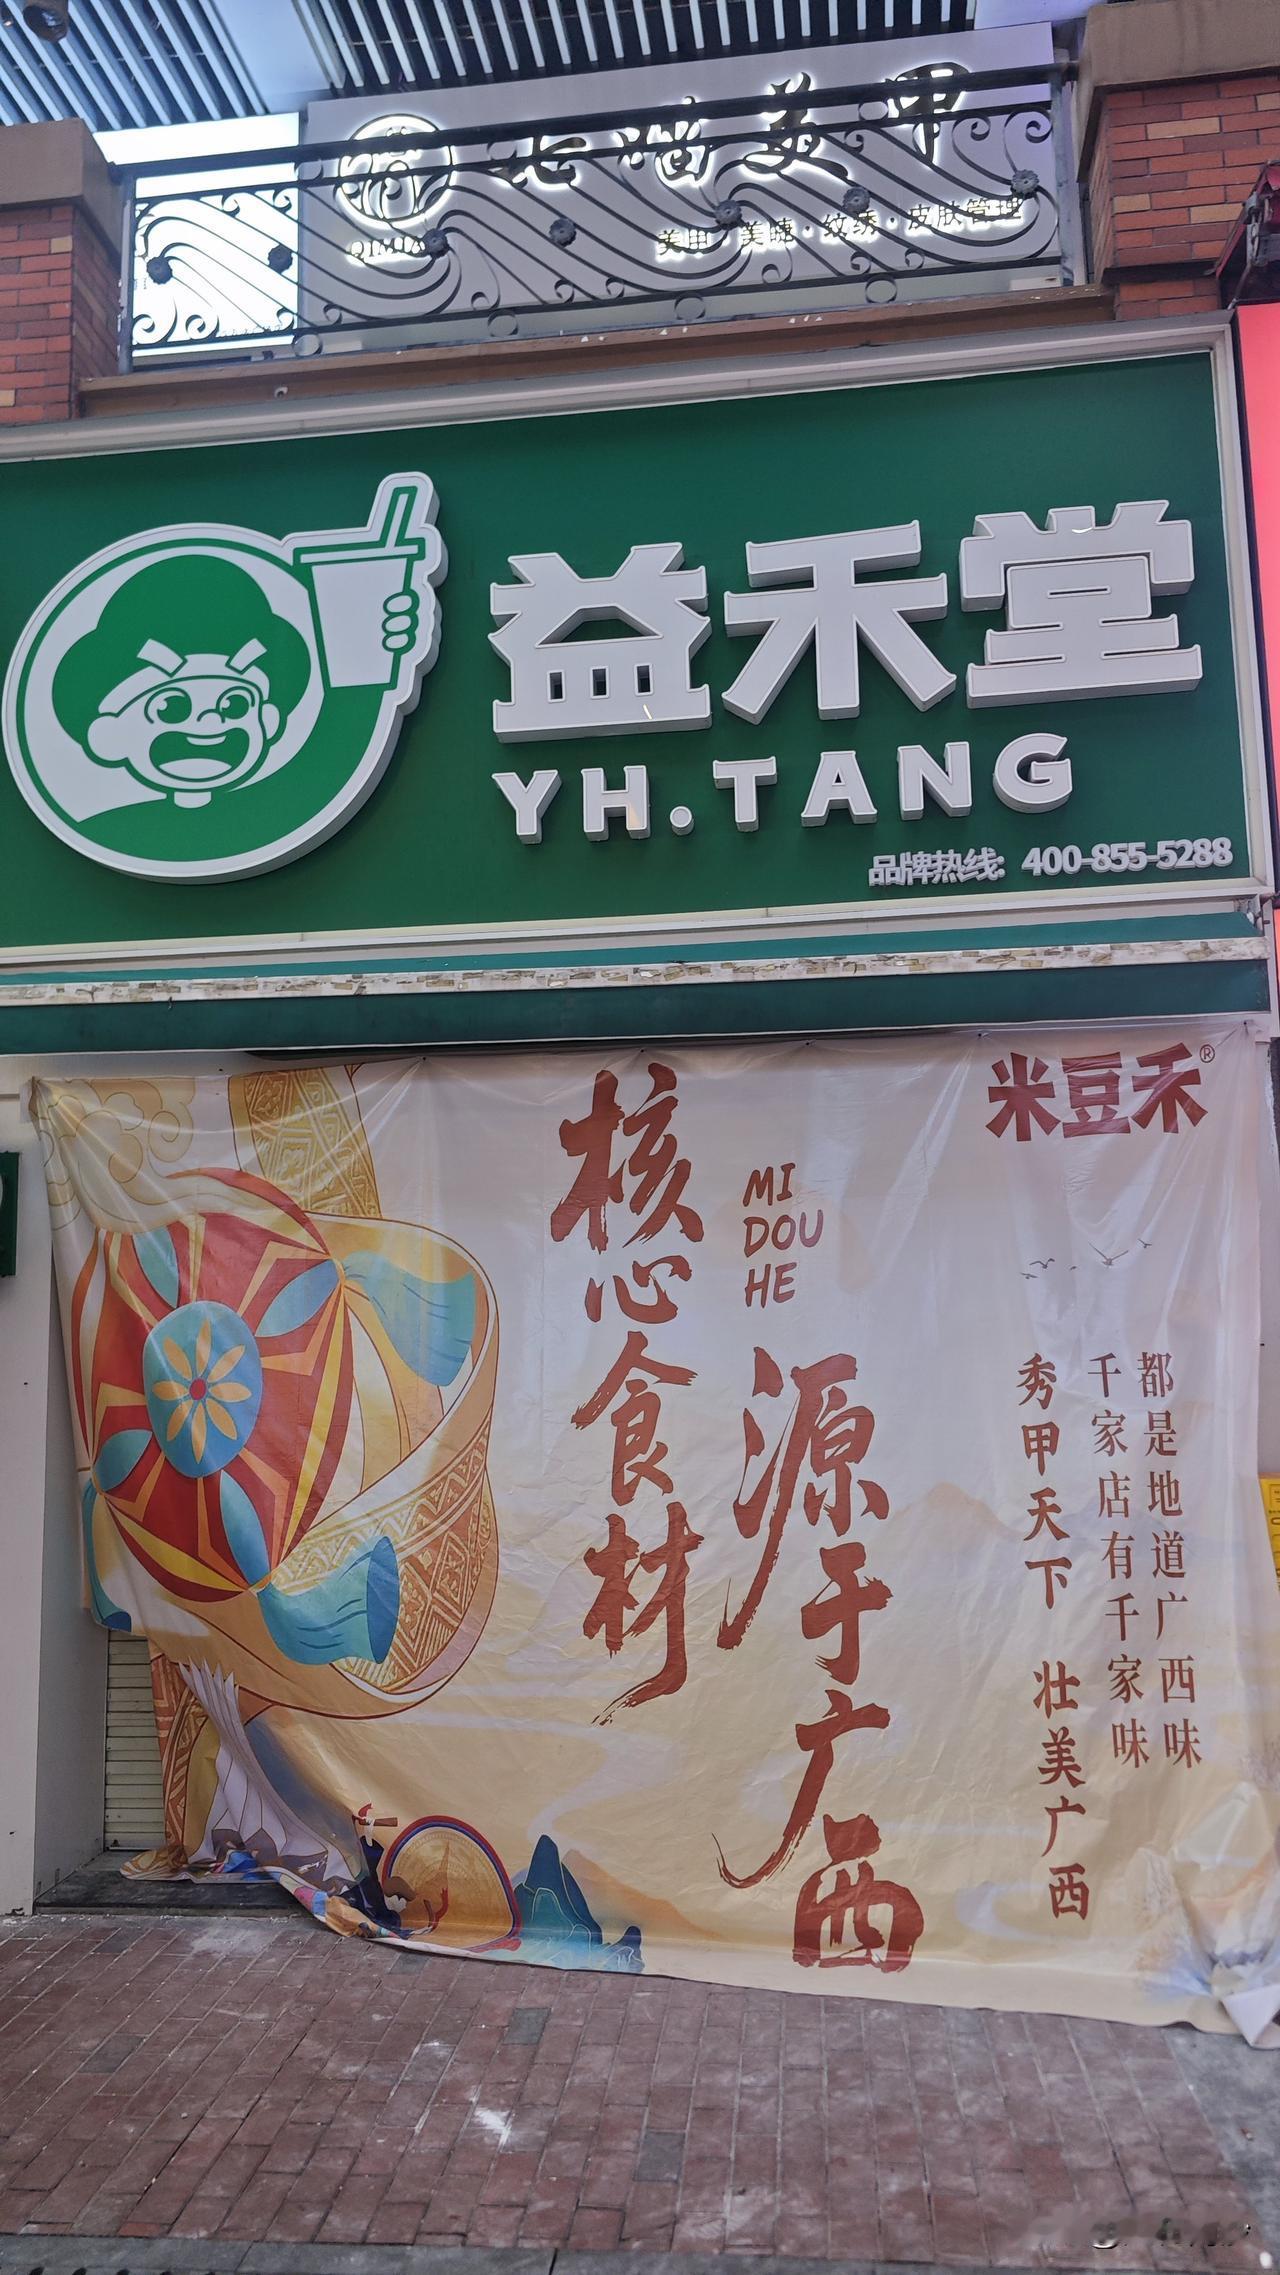 美甲
QIMIA
美甲·美睫·纹绣·皮肤管理
益禾堂
YH.TANG
品牌热线: 400-855-5288
米豆禾®
核心食材
MI
DOU
HE
源于广西
都是地道广西味
千家店有千家味
秀甲天下 壮美广西